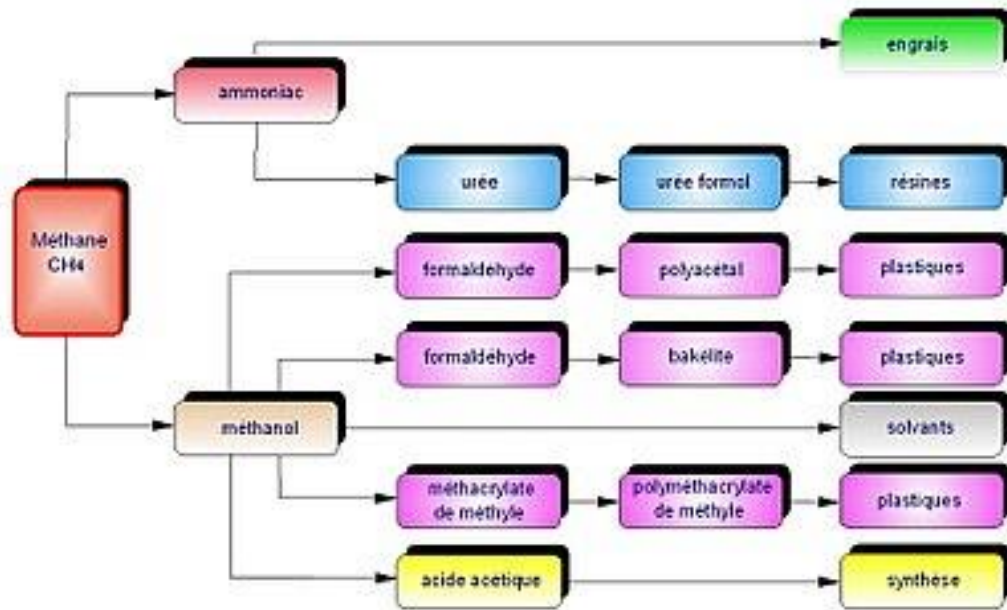 engrais
ammoniac
urée
urée formol
résines
Méthane
CH4
formaldéhyde
polyacétal
plastiques
formaldéhyde
bakélite
plastiques
méthanol
solvants
méthacrylate
de méthyle
polyméthacrylate
de méthyle
plastiques
acide acétique
synthèse